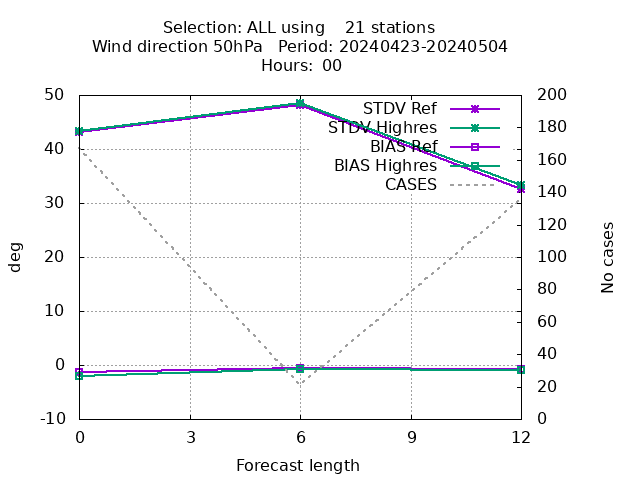 Selection: ALL using    21 stations
Wind direction 50hPa   Period: 20240423-20240504
Hours: 00
50
40
30
20
10
0
-10
200
180
160
140
120
100
80
60
40
20
0
STDV Ref
STDV Highres
BIAS Ref
BIAS Highres
CASES
deg
No cases
0
3
6
9
12
Forecast length